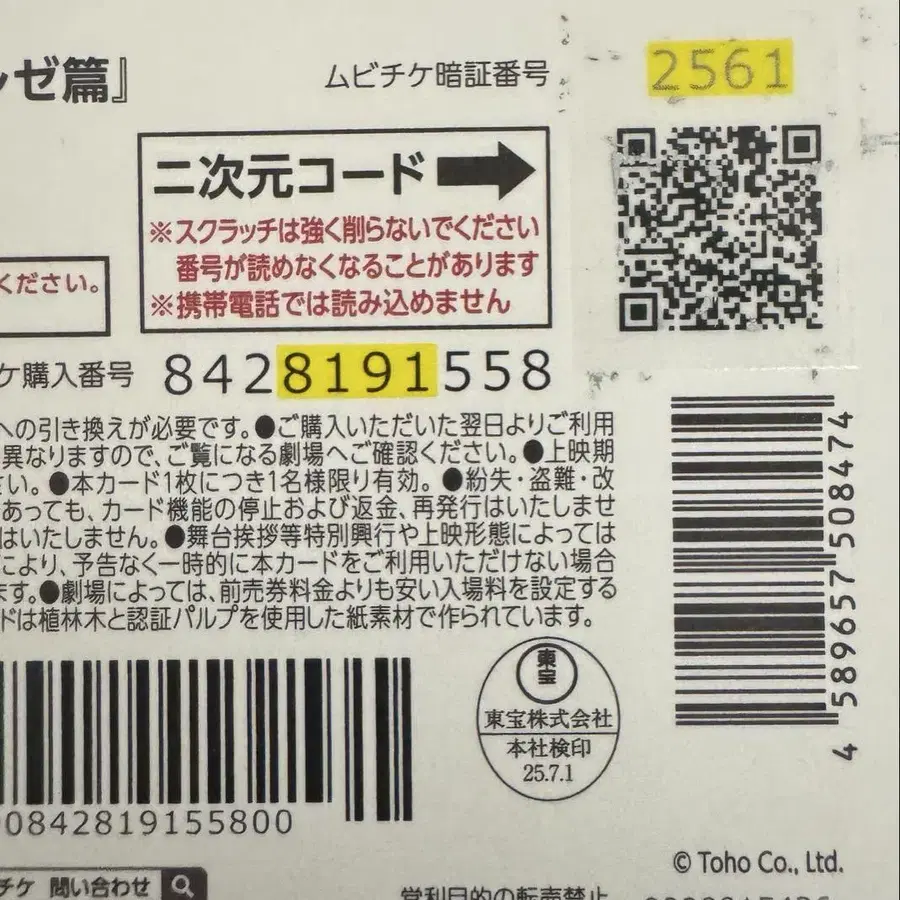 ッゼ篇』
ムビチケ暗証番号 2561
二次元コード
※スクラッチは強く削らないでください
番号が読めなくなることがあります
※携帯電話では読み込めません
ください。
ケ購入番号 8428191558
への引き換えが必要です。●ご購入いただいた翌日よりご利用
異なりますので、ご覧になる劇場へご確認ください。●上映期
さい。●本カード1枚につき1名様限り有効。●紛失・盗難・改
あっても、カード機能の停止および返金、再発行はいたしませ
はいたしません。●舞台挨拶等特別興行や上映形態によっては
により、予告なく一時的に本カードをご利用いただけない場合
ます。●劇場によっては、前売券料金よりも安い入場料を設定する
ドは植林木と認証パルプを使用した紙素材で作られています。
4 589657 508474
東宝
東宝株式会社
本社検印
25.7.1
00842819155800
チケ 問い合わせ
© Toho Co., Ltd.
営利目的の転売禁止